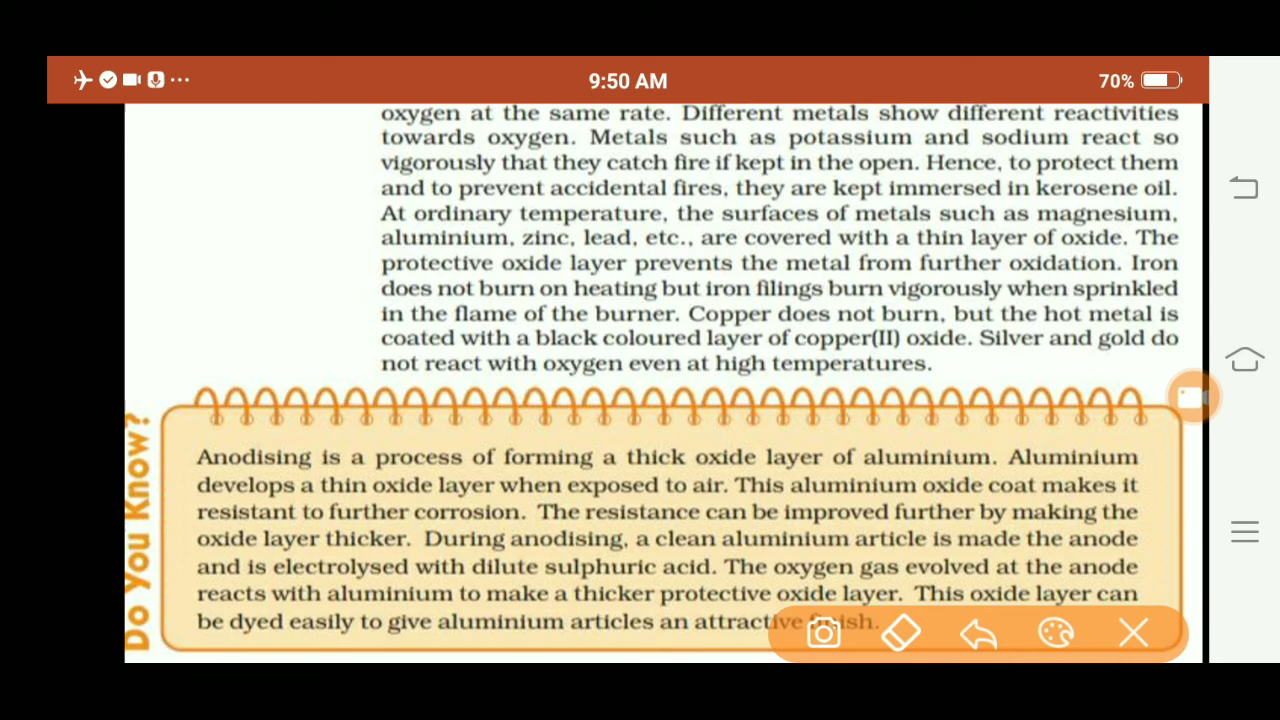 9:50 AM
70%
oxygen at the same rate. Different metals show different reactivities
towards oxygen. Metals such as potassium and sodium react so
vigorously that they catch fire if kept in the open. Hence, to protect them
and to prevent accidental fires, they are kept immersed in kerosene oil.
At ordinary temperature, the surfaces of metals such as magnesium,
aluminium, zinc, lead, etc., are covered with a thin layer of oxide. The
protective oxide layer prevents the metal from further oxidation. Iron
does not burn on heating but iron filings burn vigorously when sprinkled
in the flame of the burner. Copper does not burn, but the hot metal is
coated with a black coloured layer of copper(II) oxide. Silver and gold do
not react with oxygen even at high temperatures.
Do You Know?
Anodising is a process of forming a thick oxide layer of aluminium. Aluminium
develops a thin oxide layer when exposed to air. This aluminium oxide coat makes it
resistant to further corrosion. The resistance can be improved further by making the
oxide layer thicker. During anodising, a clean aluminium article is made the anode
and is electrolysed with dilute sulphuric acid. The oxygen gas evolved at the anode
reacts with aluminium to make a thicker protective oxide layer. This oxide layer can
be dyed easily to give aluminium articles an attractive finish.